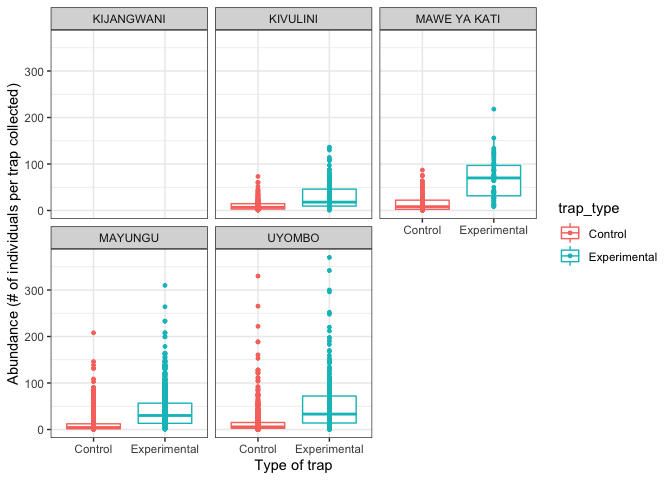 KIJANGWANI KIVULINI MAWE YA KATI
300
200
100
0
Control Experimental
MAYUNGU UYOMBO
300
200
100
0
Control Experimental Control Experimental
Type of trap
Abundance (# of individuals per trap collected)
trap_type
Control
Experimental